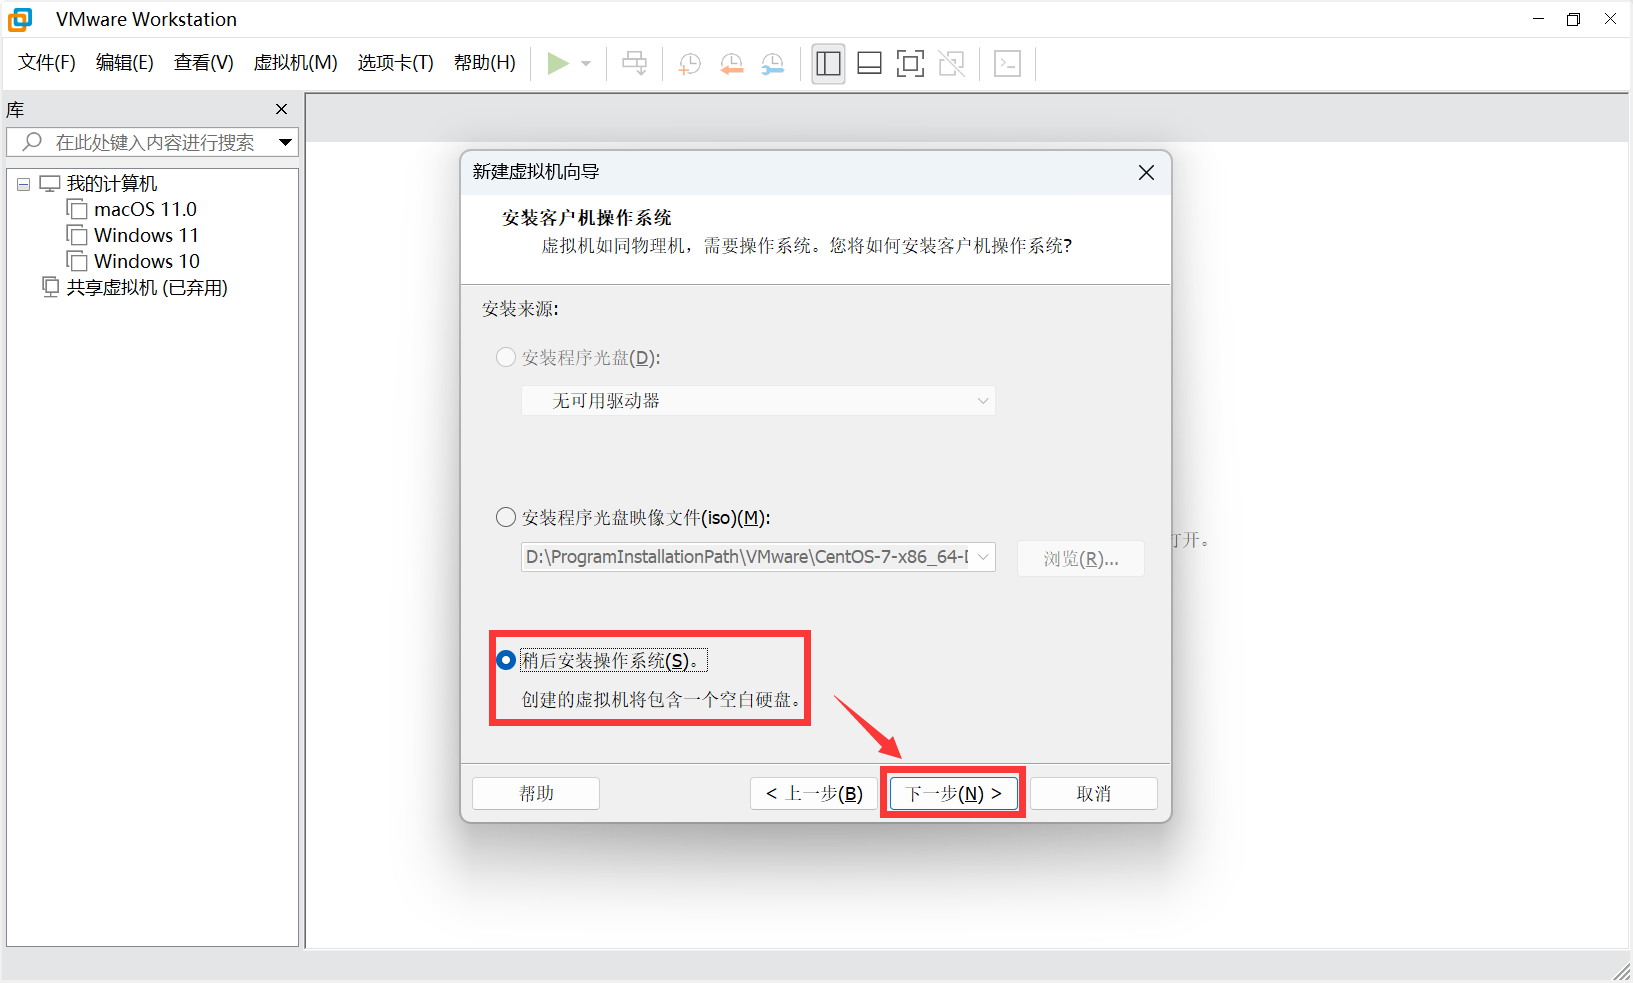 VMware Workstation
文件(F) 编辑(E) 查看(V) 虚拟机(M) 选项卡(T) 帮助(H)
库
在此处键入内容进行搜索
我的计算机
macOS 11.0
Windows 11
Windows 10
共享虚拟机 (已弃用)
新建虚拟机向导
安装客户机操作系统
虚拟机如同物理机，需要操作系统。您将如何安装客户机操作系统?
安装来源:
安装程序光盘(D):
无可用驱动器
安装程序光盘映像文件(iso)(M):
D:\ProgramInstallationPath\VMware\CentOS-7-x86_64-D
浏览(R)...
打开。
稍后安装操作系统(S)。
创建的虚拟机将包含一个空白硬盘。
帮助 < 上一步(B) 下一步(N) > 取消